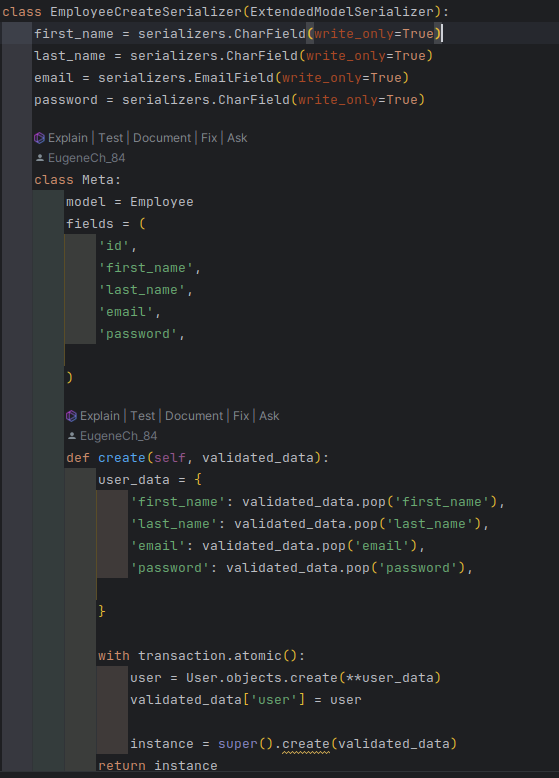 class EmployeeCreateSerializer(ExtendedModelSerializer):
    first_name = serializers.CharField(write_only=True)
    last_name = serializers.CharField(write_only=True)
    email = serializers.EmailField(write_only=True)
    password = serializers.CharField(write_only=True)

    Explain | Test | Document | Fix | Ask
    EugeneCh_84
    class Meta:
        model = Employee
        fields = (
            'id',
            'first_name',
            'last_name',
            'email',
            'password',

        )

        Explain | Test | Document | Fix | Ask
        EugeneCh_84
        def create(self, validated_data):
            user_data = {
                'first_name': validated_data.pop('first_name'),
                'last_name': validated_data.pop('last_name'),
                'email': validated_data.pop('email'),
                'password': validated_data.pop('password'),

            }

            with transaction.atomic():
                user = User.objects.create(**user_data)
                validated_data['user'] = user

                instance = super().create(validated_data)
            return instance